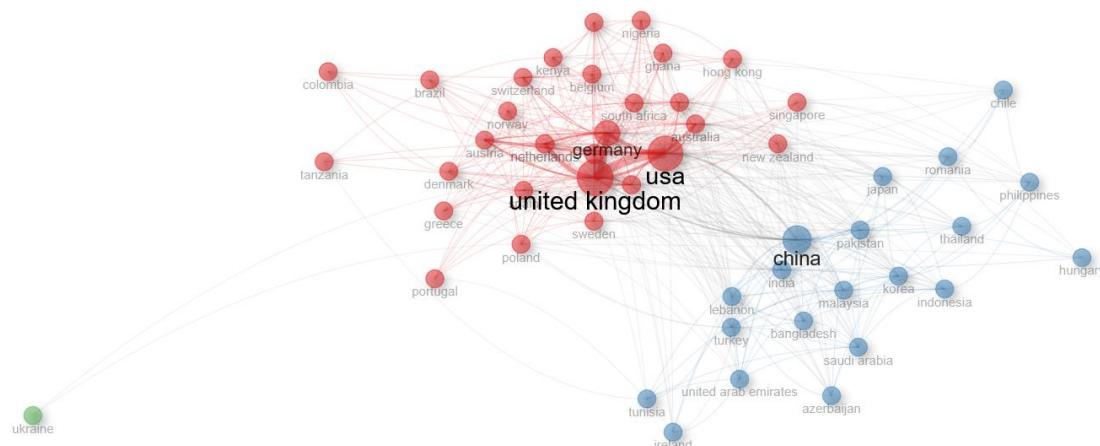 nigeria
kenya
ghana
hong kong
colombia
brazil
switzerland
belgium
chile
norway
south africa
singapore
australia
austria
netherlands
germany
new zealand
tanzania
denmark
usa
japan
romania
philippines
united kingdom
greece
sweden
pakistan
thailand
poland
china
portugal
india
korea
hungary
lebanon
malaysia
indonesia
turkey
bangladesh
saudi arabia
united arab emirates
tunisia
azerbaijan
ukraine
ireland